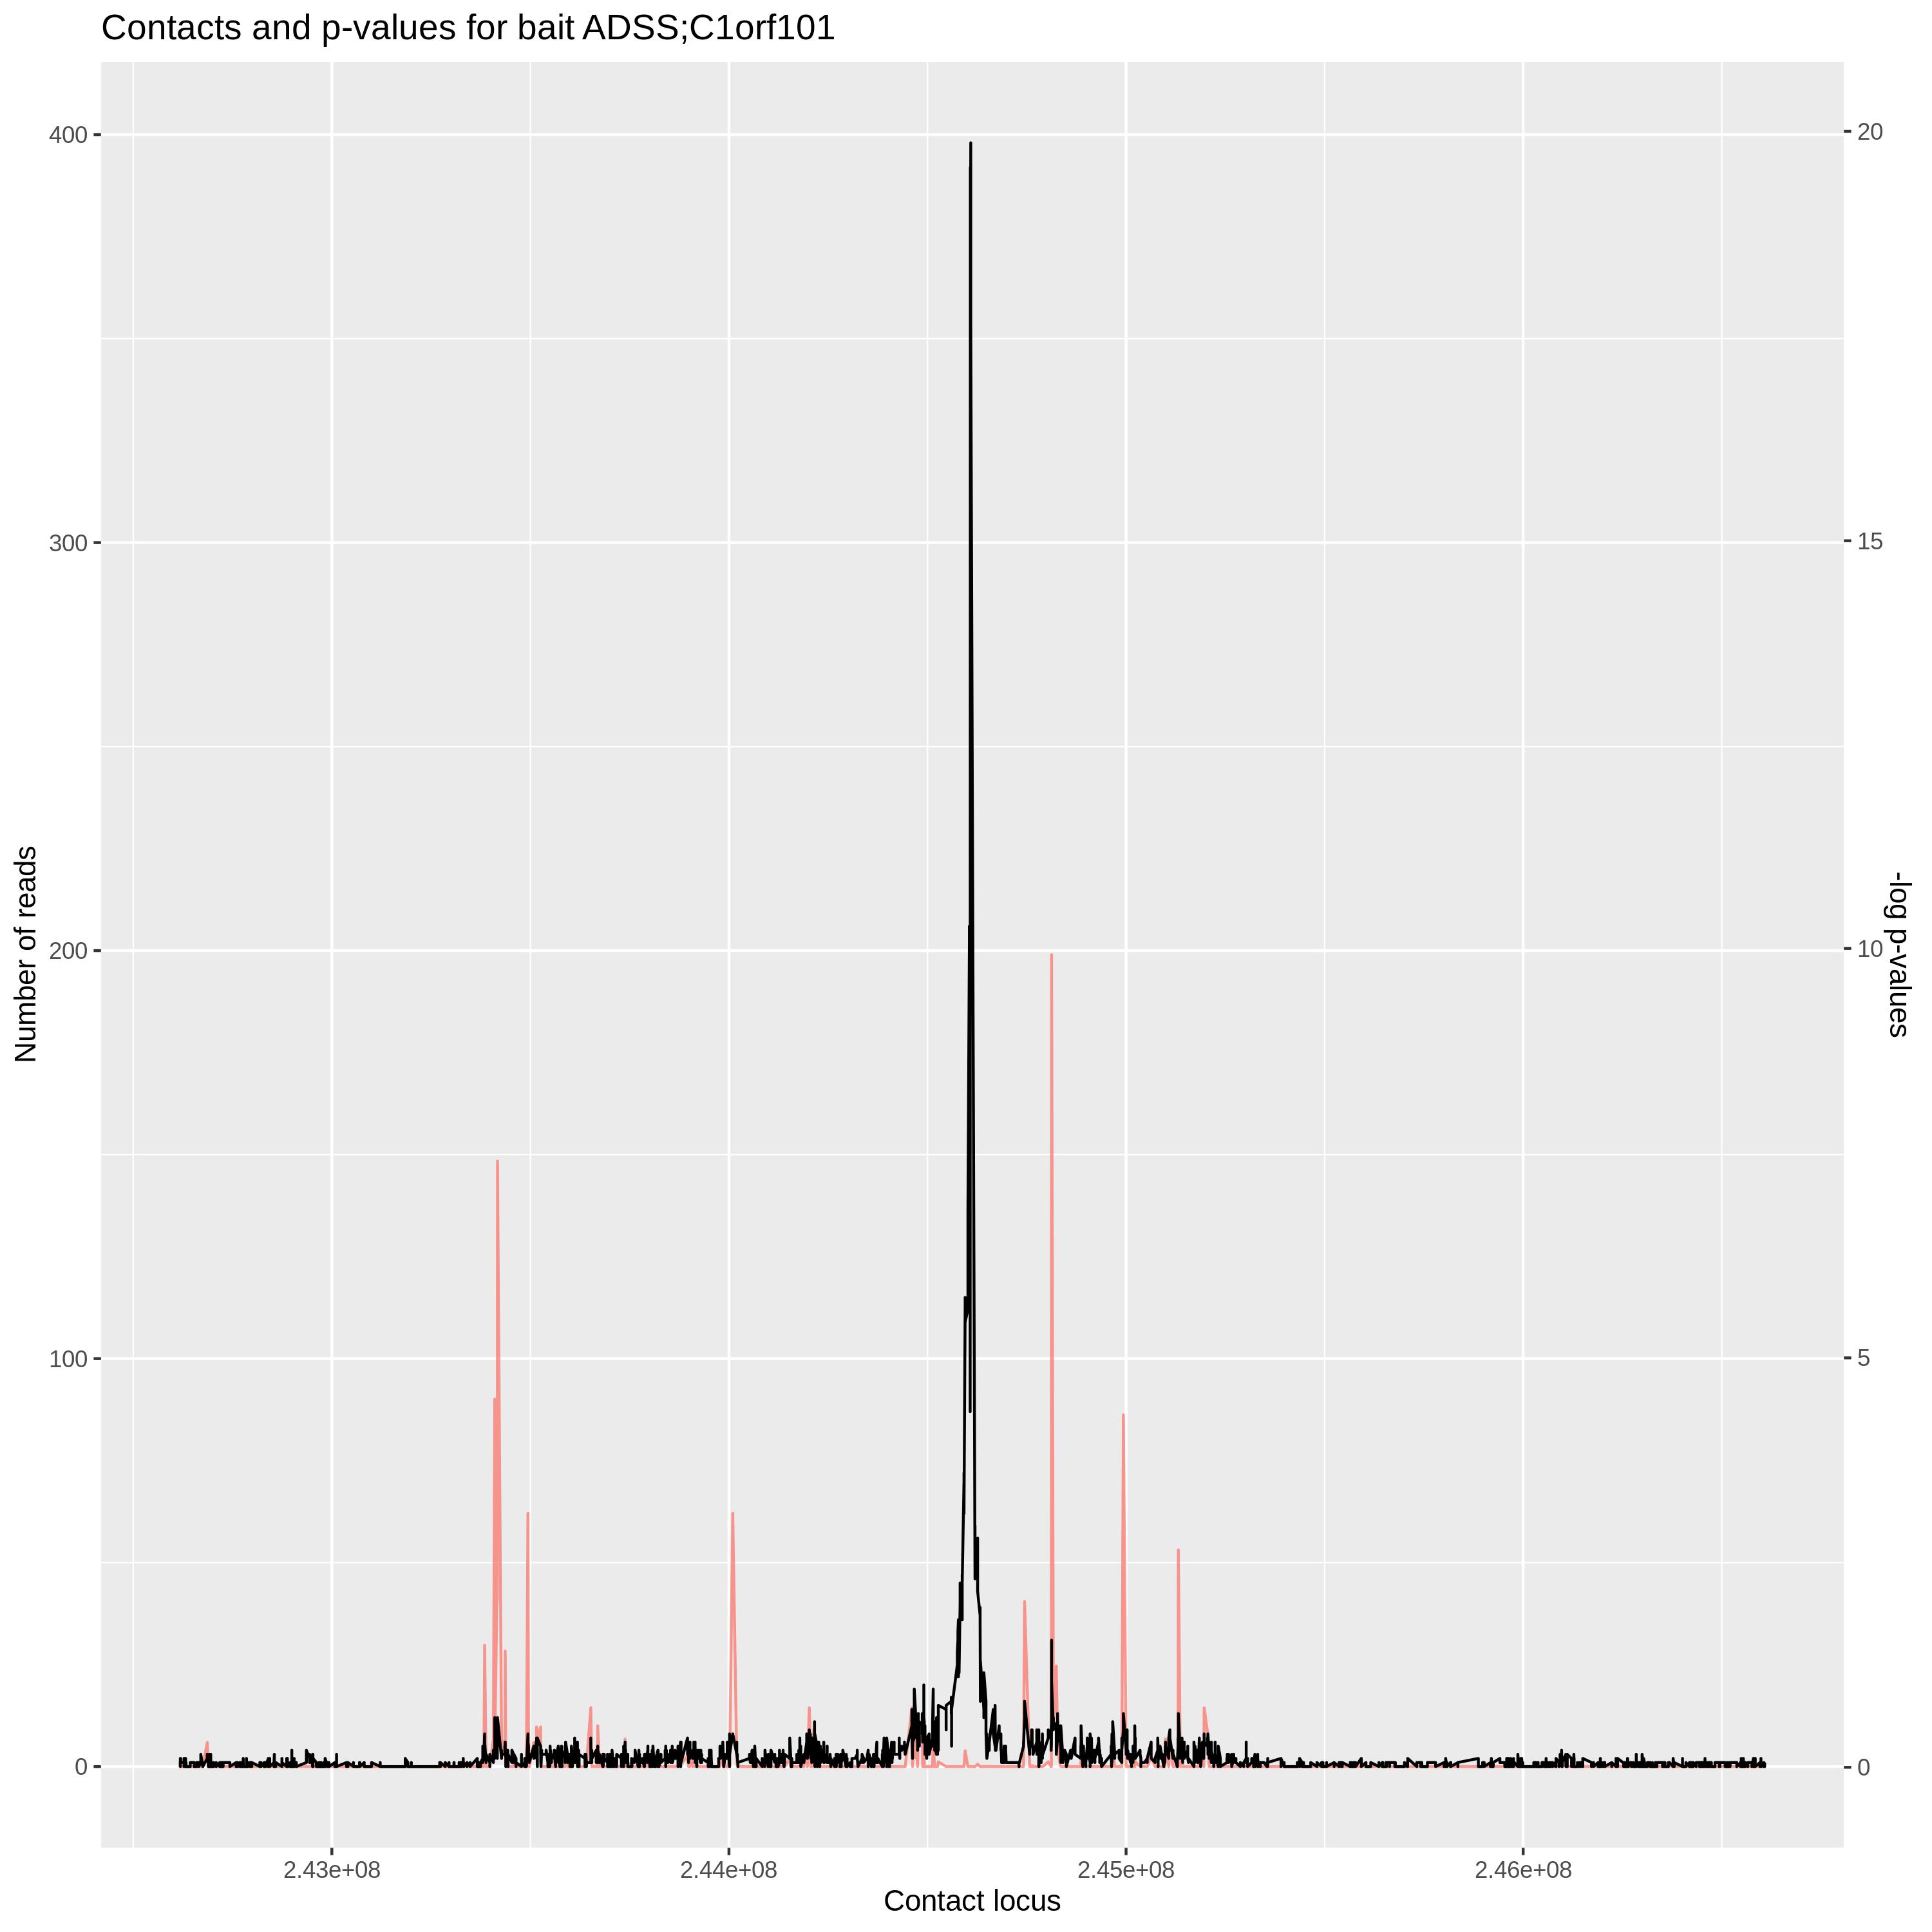 Contacts and p-values for bait ADSS;C1orf101
400
300
200
100
0
Number of reads
20
15
10
5
0
-log p-values
2.43e+08
2.44e+08
2.45e+08
2.46e+08
Contact locus